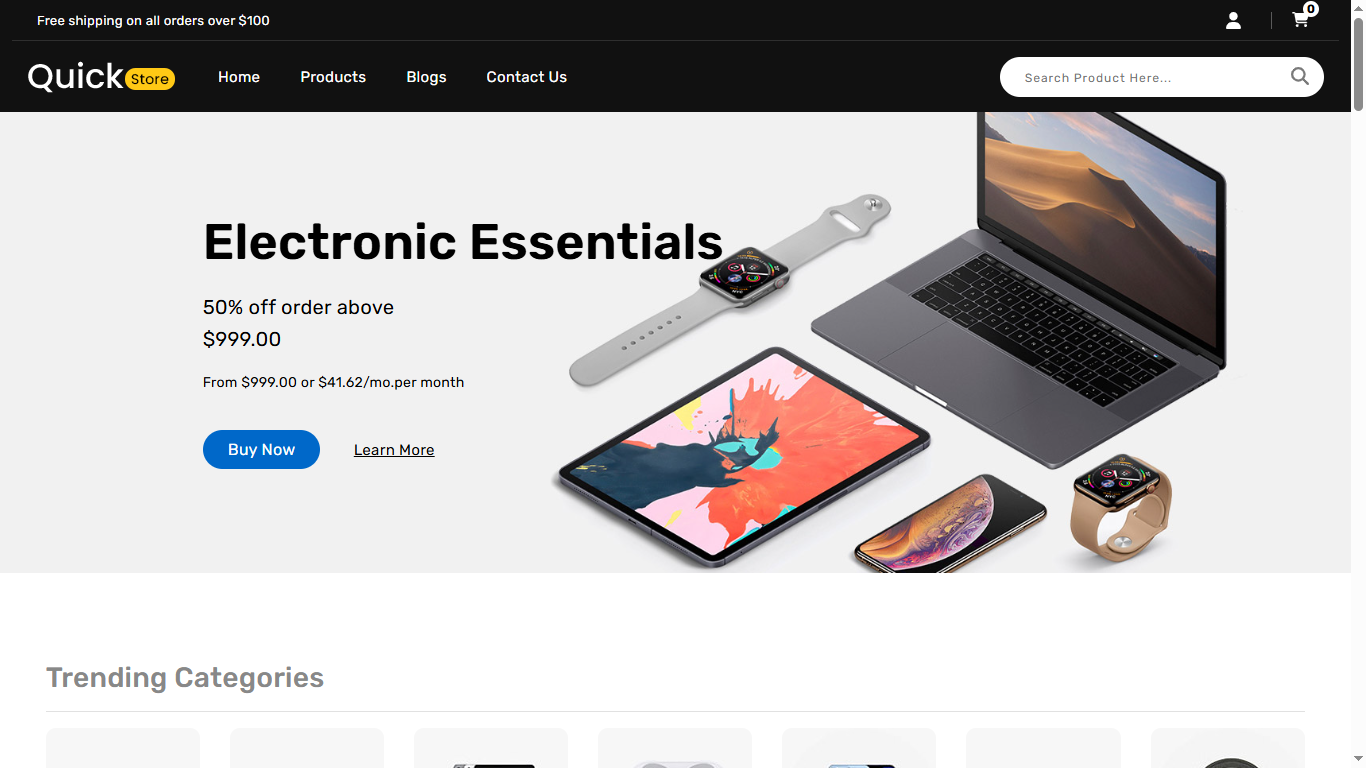 Free shipping on all orders over $100
0
Quick Store
Home
Products
Blogs
Contact Us
Search Product Here...
Electronic Essentials
50% off order above
$999.00
From $999.00 or $41.62/mo.per month
Buy Now
Learn More
Trending Categories